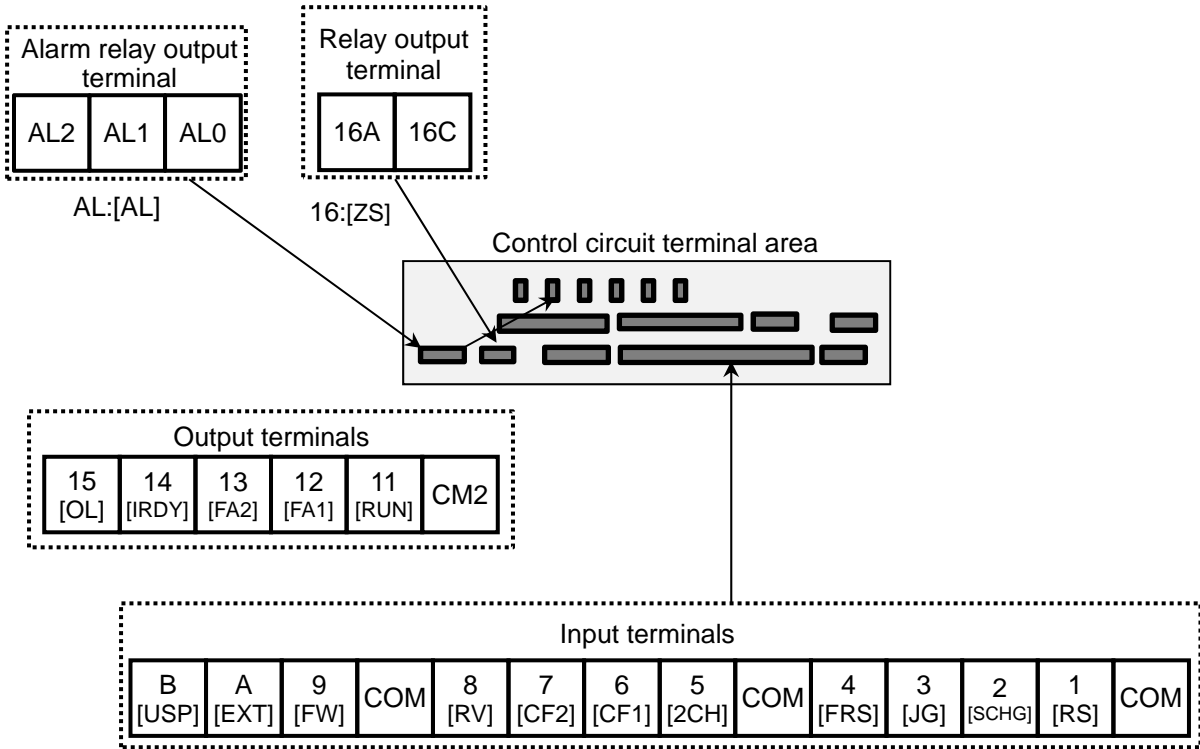 Alarm relay output
terminal
AL2 AL1 AL0
AL:[AL]
Relay output
terminal
16A 16C
16:[ZS]
Control circuit terminal area
Output terminals
15 14 13 12 11 CM2
[OL] [IRDY] [FA2] [FA1] [RUN]
Input terminals
B A 9 COM 8 7 6 5 COM 4 3 2 1 COM
[USP] [EXT] [FW] [RV] [CF2] [CF1] [2CH] [FRS] [JG] [SCHG] [RS]